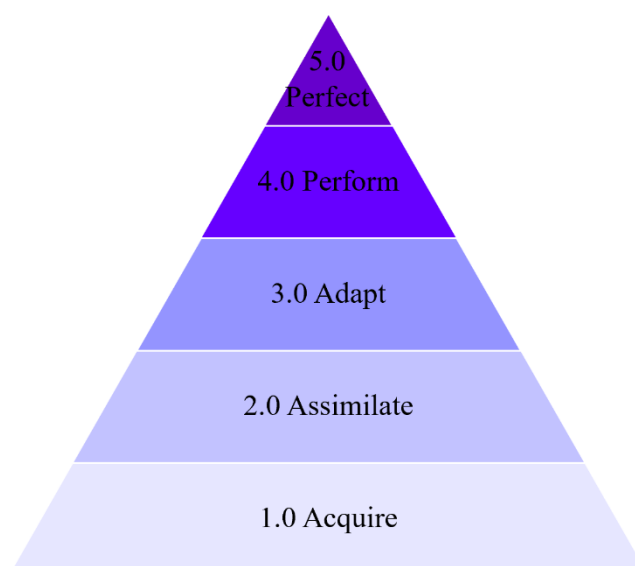 5.0
Perfect
4.0 Perform
3.0 Adapt
2.0 Assimilate
1.0 Acquire